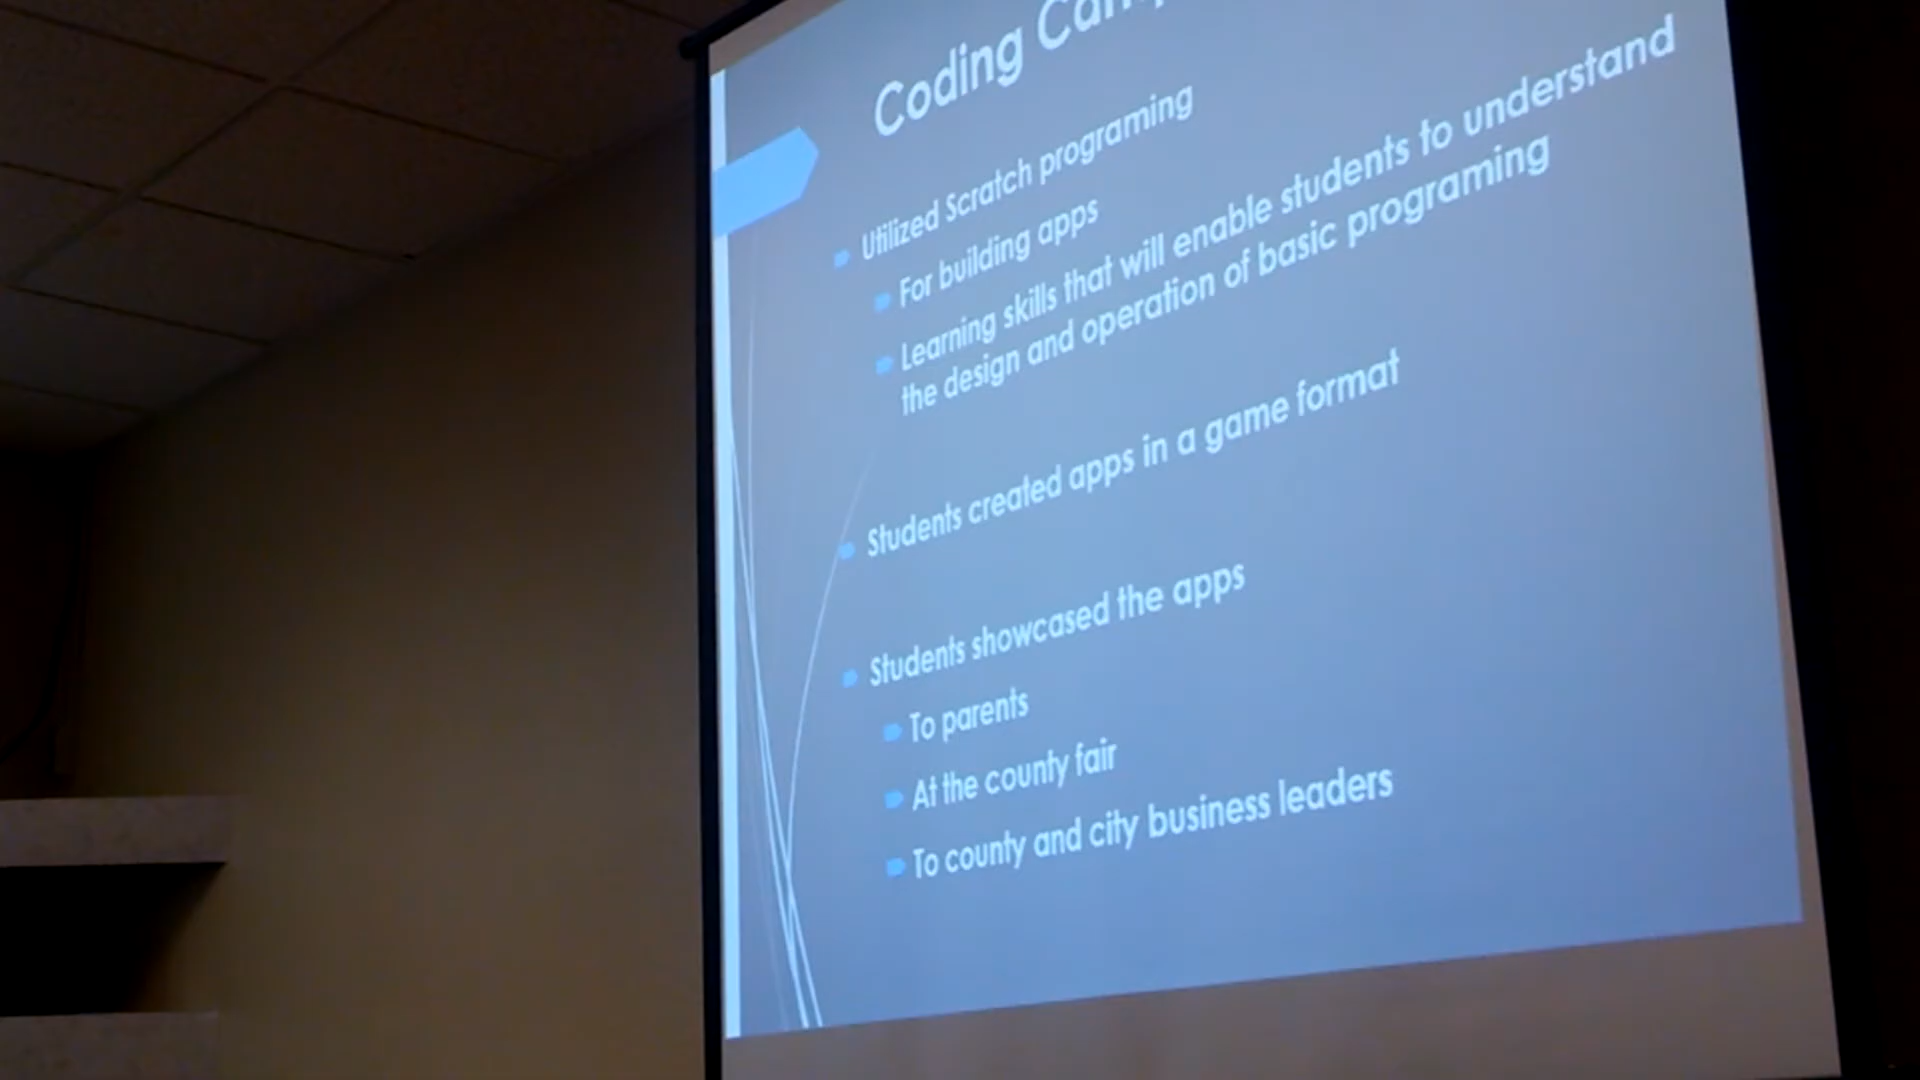 Coding
Utilized Scratch programing
For building apps
Learning skills that will enable students to understand
the design and operation of basic programing
Students created apps in a game format
Students showcased the apps
To parents
At the county fair
To county and city business leaders